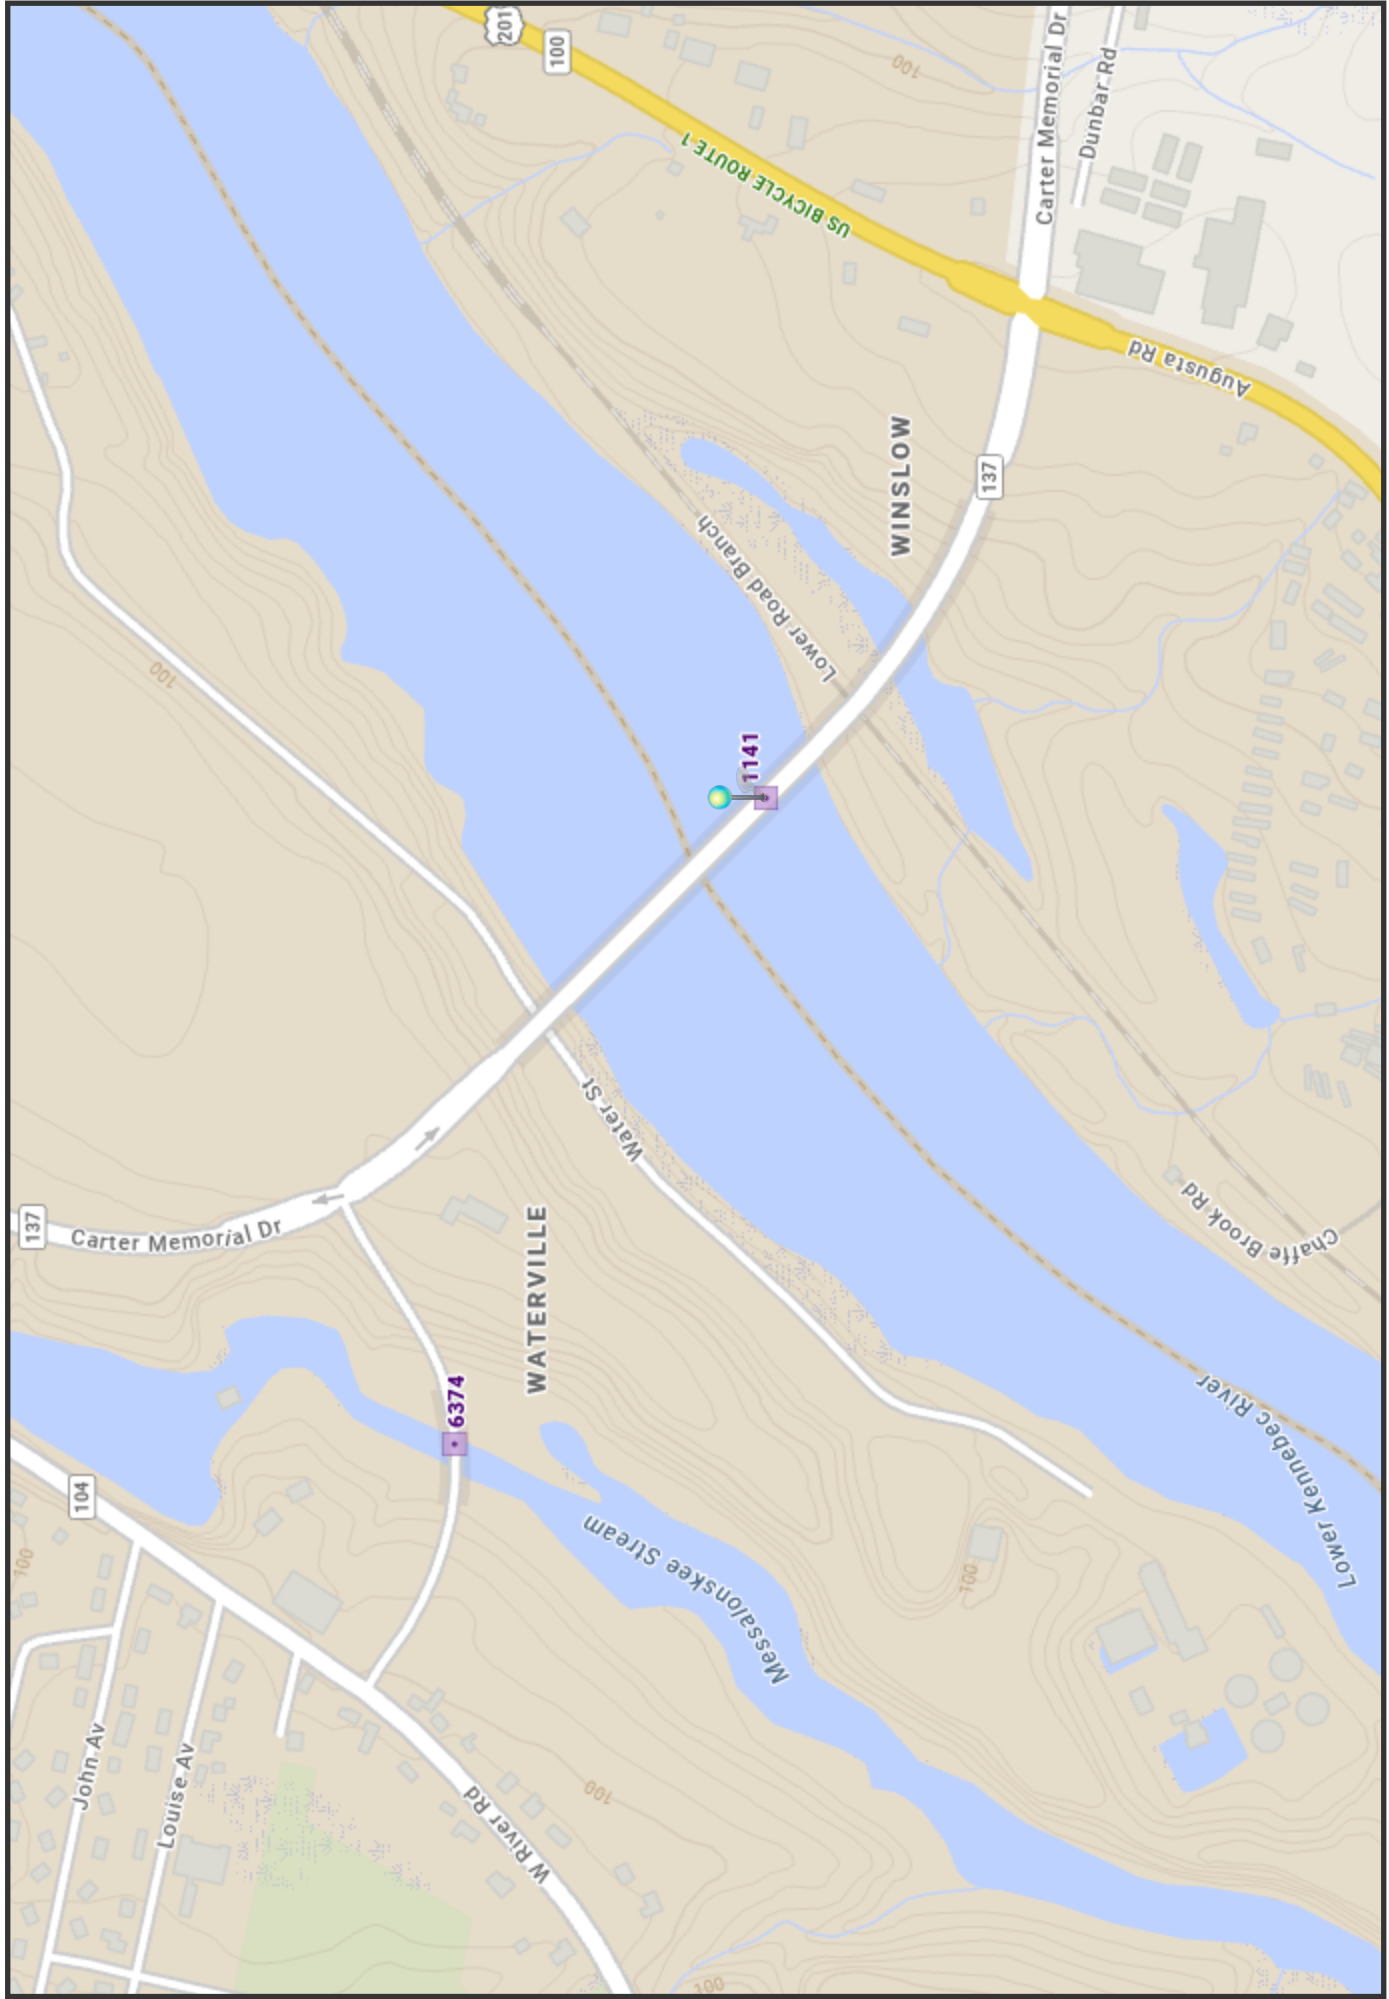 201
100
100
Carter Memorial Dr
Dunbar Rd
US BICYCLE ROUTE 1
Augusta Rd
WINSLOW
137
Lower Road Branch
100
1141
Water St
137
Carter Memorial Dr
WATERVILLE
Chaffe Brook Rd
6374
Lower Kennebec River
104
100
Messalonskee Stream
100
John Av
Louise Av
W River Rd
100
100